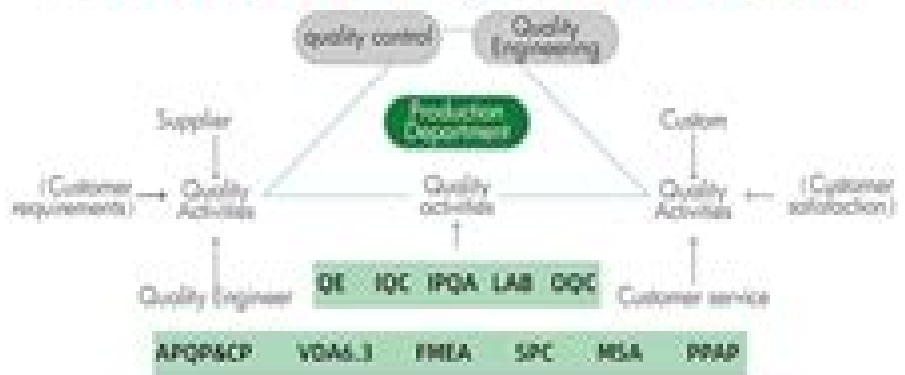 quality control
Quality
Engineering
Production
Department
Supplier
Custom
(Customer
requirements)
Quality
Activities
Quality
activities
Quality
Activities
(Customer
satisfaction)
QE IQC IPQA LAB OQC
Quality Engineer
Customer service
APQP&CP VDA6.3 FMEA SPC MSA PPAP